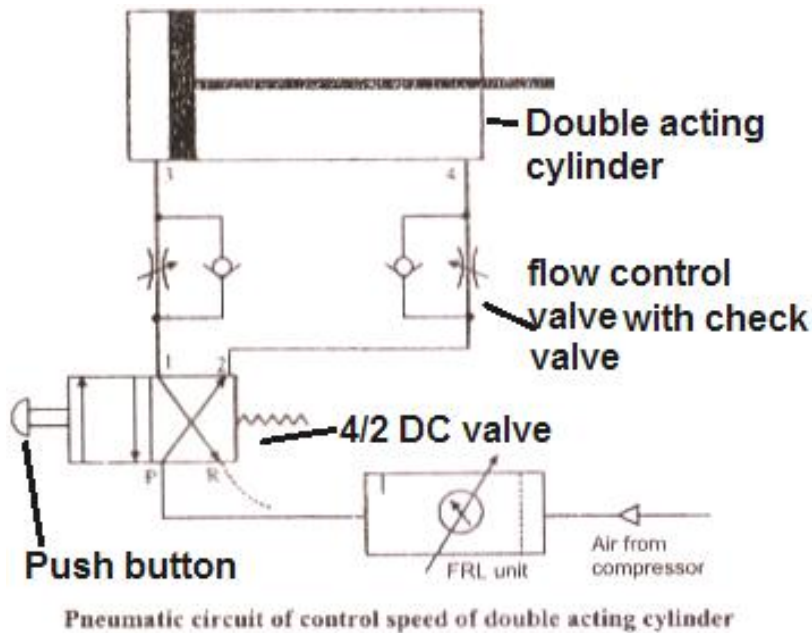 Double acting
cylinder
3
4
flow control
valve with check
valve
1
2
4/2 DC valve
P
R
Push button
FRL unit
Air from
compressor
Pneumatic circuit of control speed of double acting cylinder